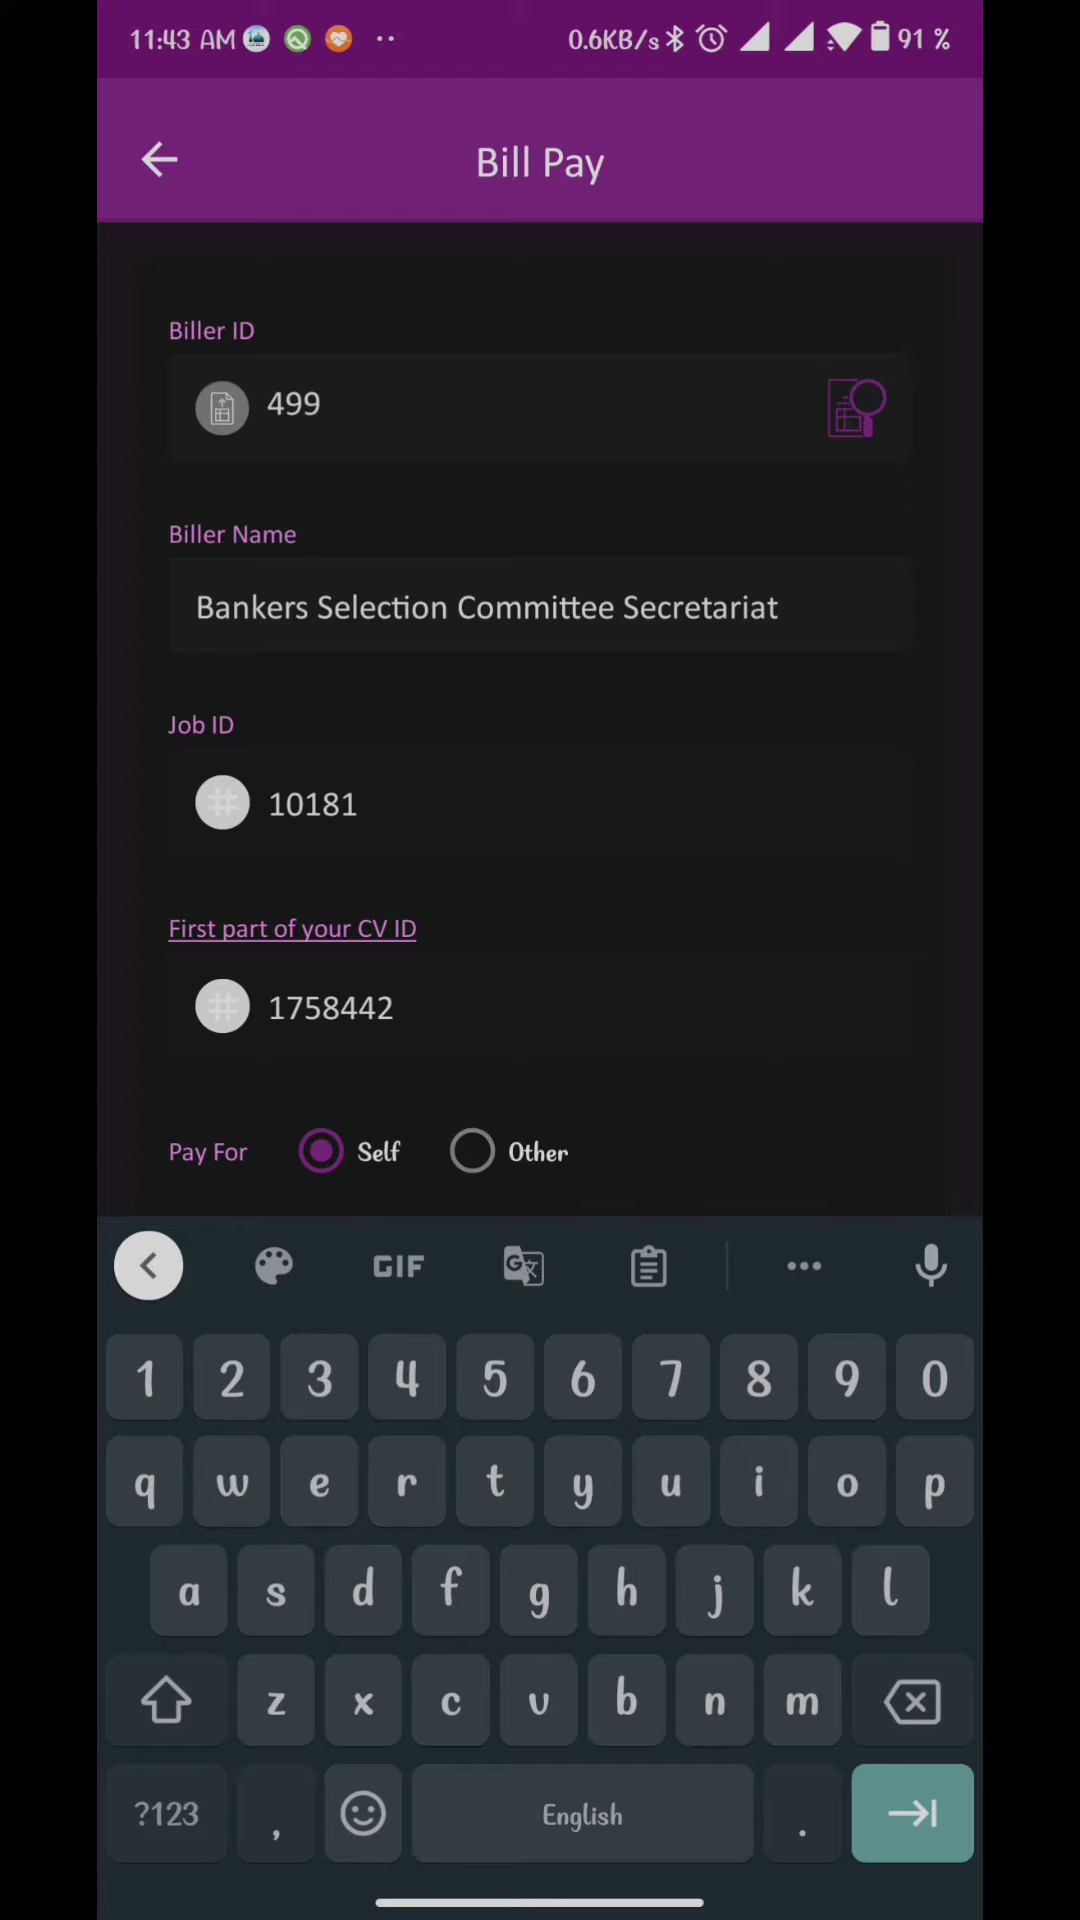 11:43 AM 0.6KB/s 91 %
Bill Pay
Biller ID
499
Biller Name
Bankers Selection Committee Secretariat
Job ID
10181
First part of your CV ID
1758442
Pay For Self Other
GIF
1 2 3 4 5 6 7 8 9 0
q w e r t y u i o p
a s d f g h j k l
z x c v b n m
?123 , English .